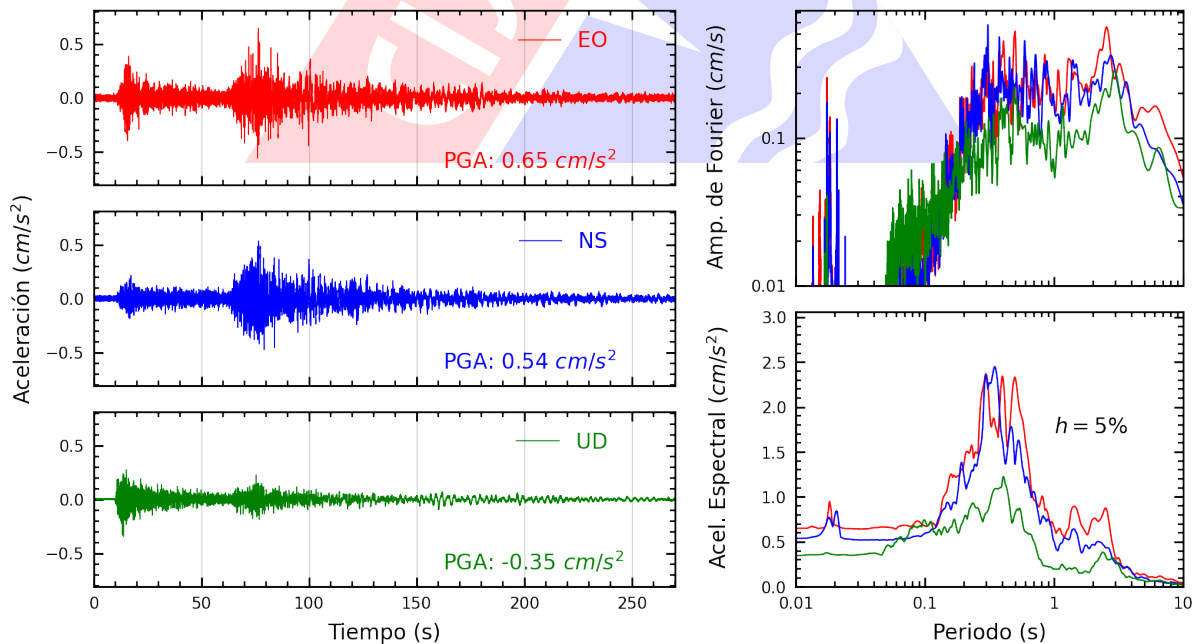 Aceleración (cm/s²)
0.5
0.0
−0.5
EO
PGA: 0.65 cm/s²
0.5
0.0
−0.5
NS
PGA: 0.54 cm/s²
0.5
0.0
−0.5
UD
PGA: -0.35 cm/s²
0 50 100 150 200 250
Tiempo (s)
Amp. de Fourier (cm/s)
0.1
0.01
Acel. Espectral (cm/s²)
3.0
2.5
2.0
1.5
1.0
0.5
0.0
h = 5%
0.01 0.1 1 10
Periodo (s)